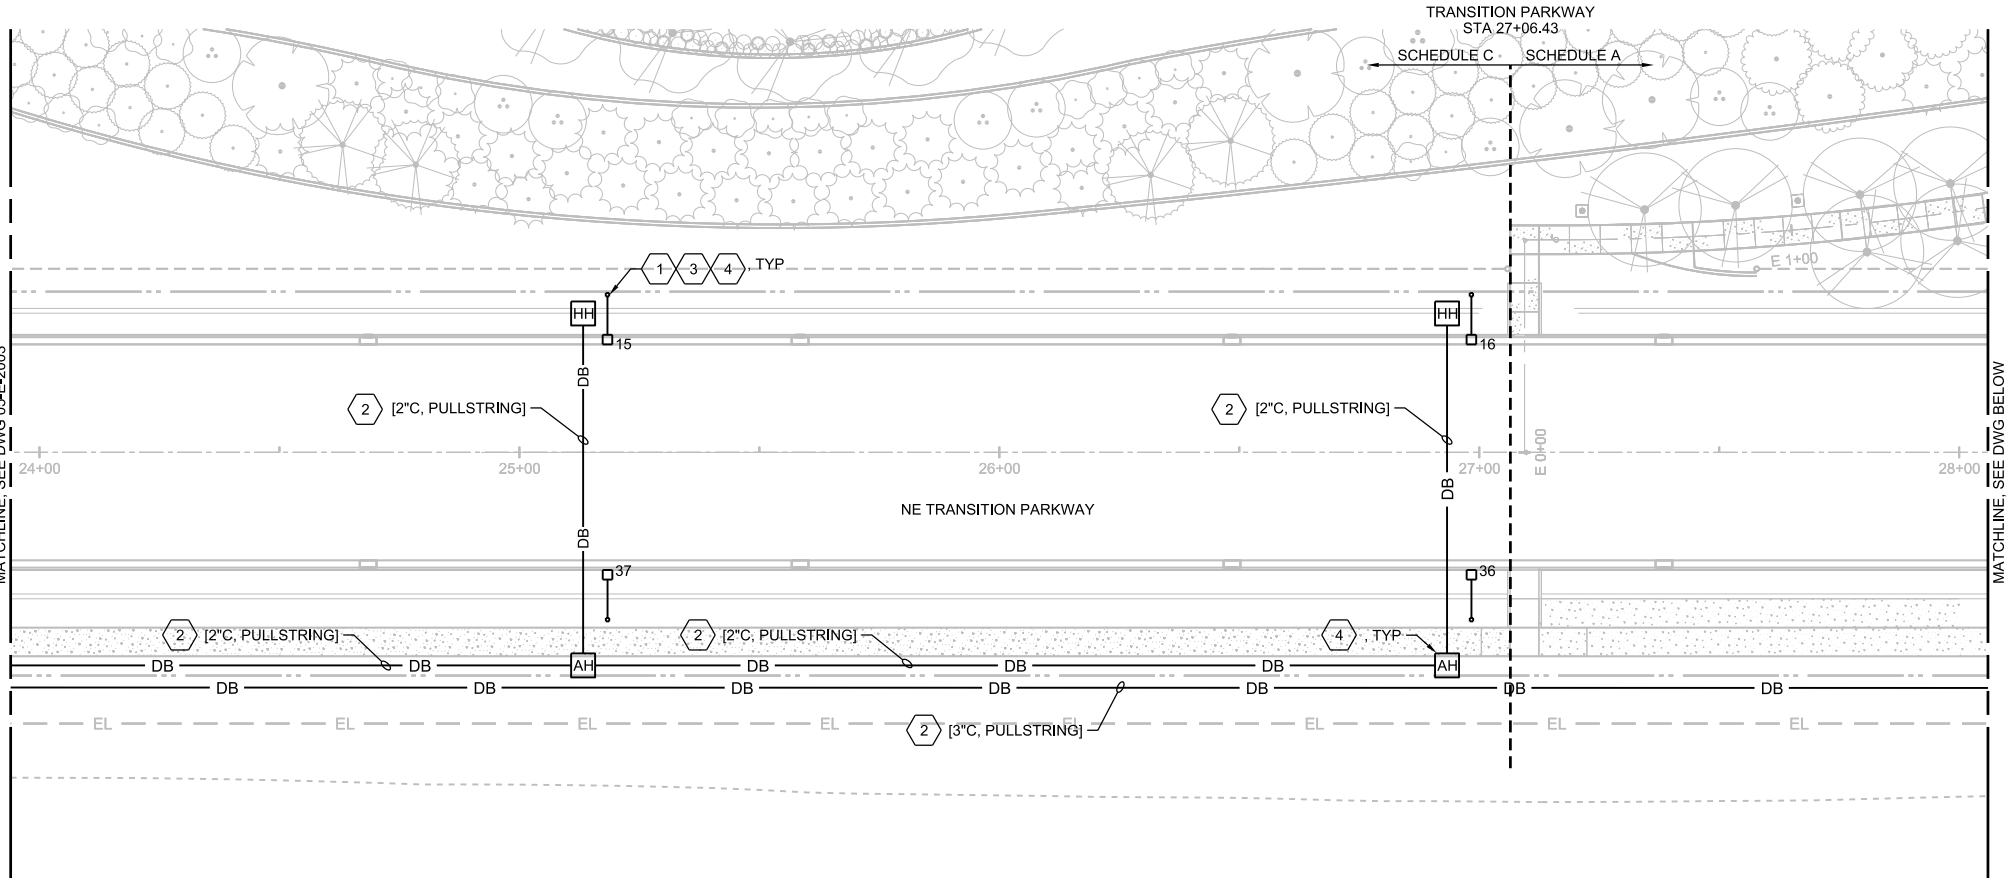 TRANSITION PARKWAY
STA 27+06.43
SCHEDULE C
SCHEDULE A
1
3
4
, TYP
E 1+00
HH
HH
15
16
DB
2
[2"C, PULLSTRING]
2
[2"C, PULLSTRING]
MATCHLINE, SEE DWG
MATCHLINE, SEE DWG BELOW
24+00
25+00
26+00
27+00
E 0+00
28+00
DB
NE TRANSITION PARKWAY
DB
37
36
2
[2"C, PULLSTRING]
2
[2"C, PULLSTRING]
4
, TYP
DB
DB
AH
DB
DB
DB
AH
DB
DB
DB
DB
DB
DB
DB
EL
EL
EL
EL
EL
EL
EL
EL
2
[3"C, PULLSTRING]